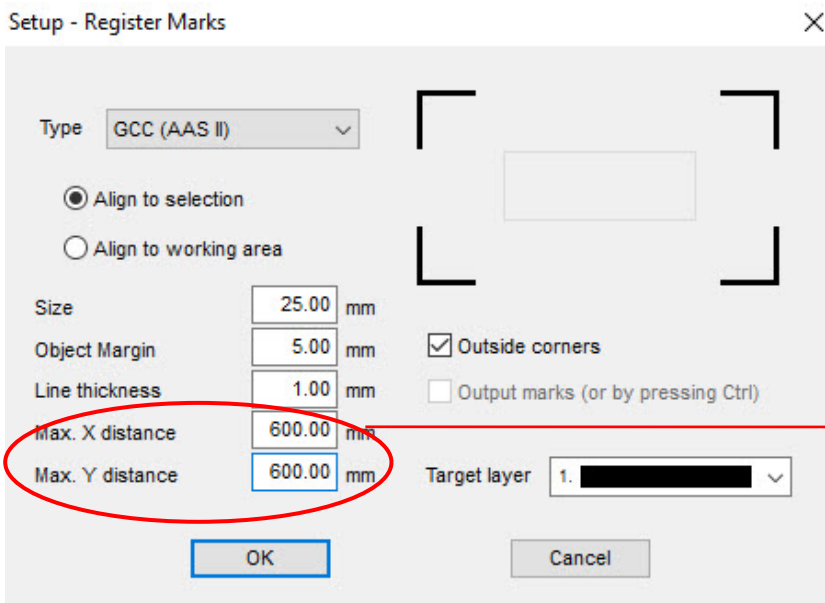 Setup - Register Marks
Type GCC (AAS II)
Align to selection
Align to working area
Size 25.00 mm
Object Margin 5.00 mm
Line thickness 1.00 mm
Max. X distance 600.00 mm
Max. Y distance 600.00 mm
Outside corners
Output marks (or by pressing Ctrl)
Target layer 1.
OK
Cancel